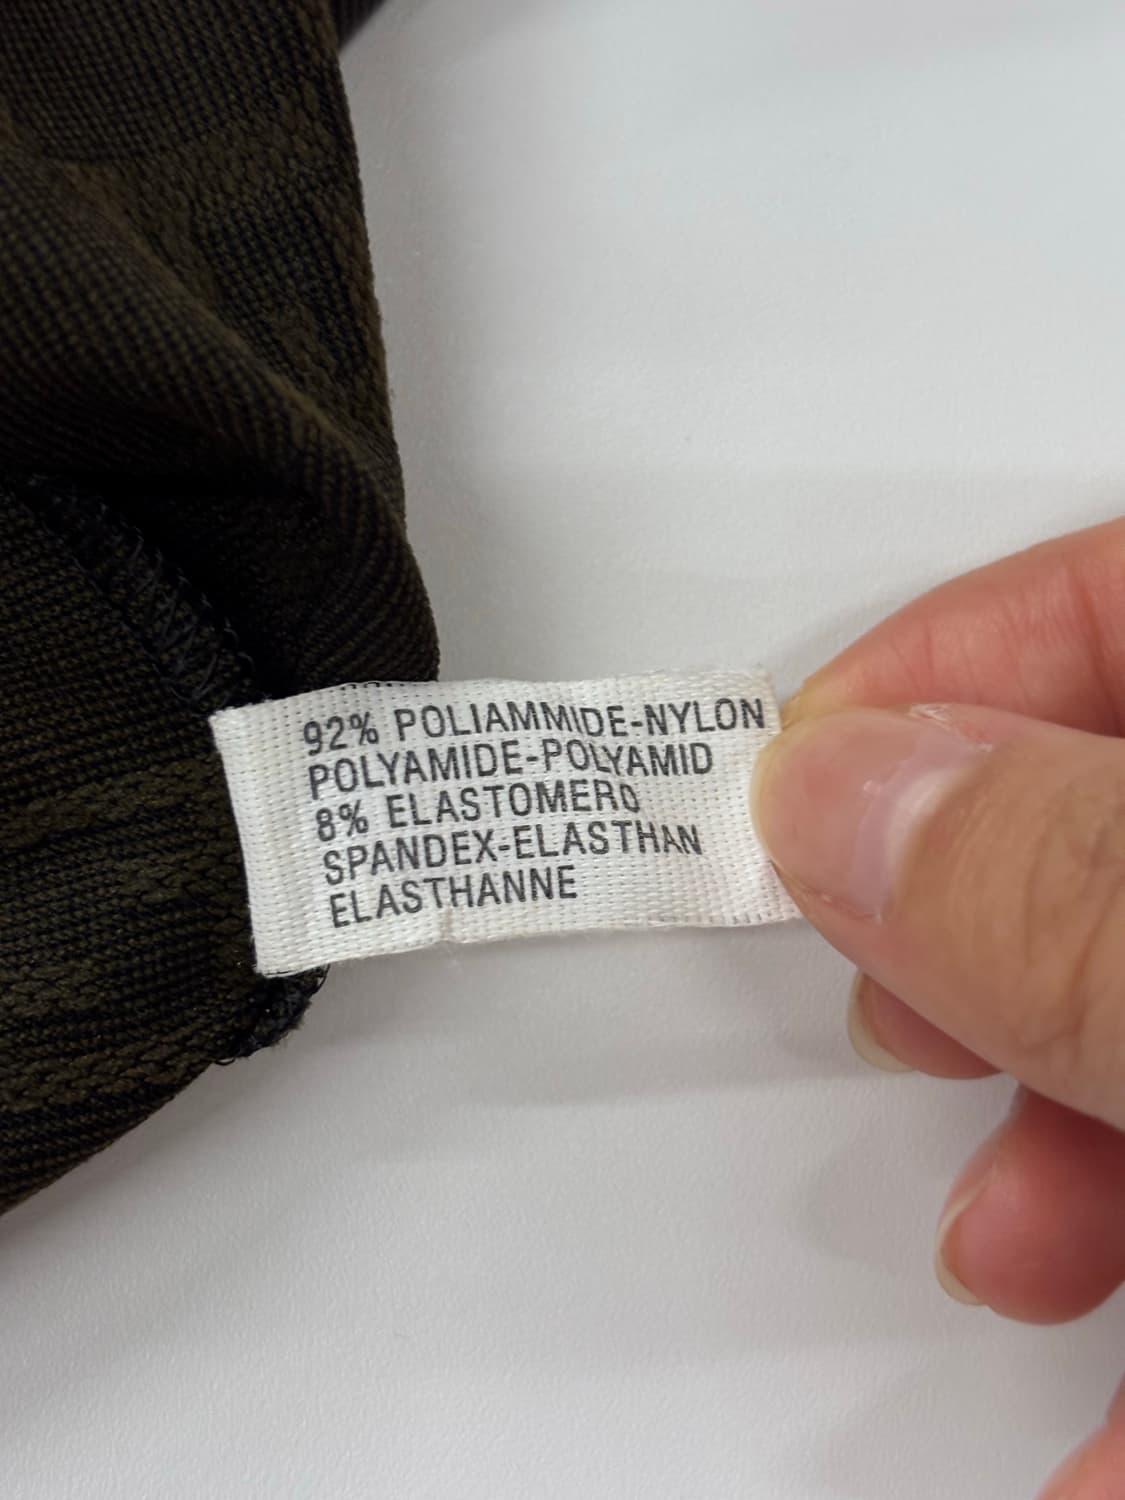 92% POLIAMMIDE-NYLON
POLYAMIDE-POLYAMID
8% ELASTOMERO
SPANDEX-ELASTHAN
ELASTHANNE